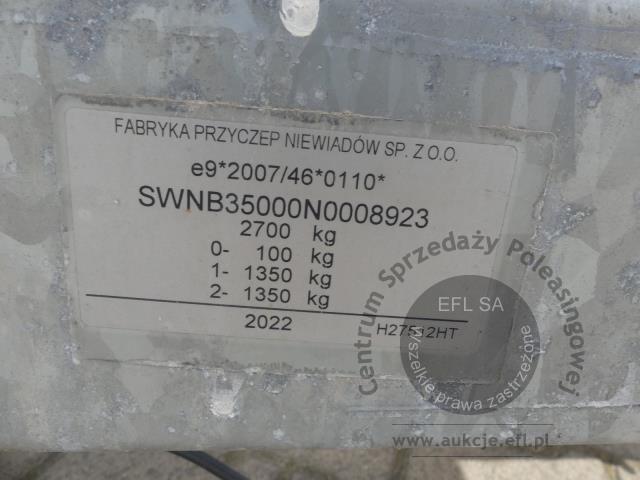 FABRYKA PRZYCZEP NIEWIADÓW SP. Z O.O.
e9*2007/46*0110*
SWNB35000N0008923
2700 kg
0- 100 kg
1- 1350 kg
2- 1350 kg
2022
Centrum Sprzedaży Poleasingowej
EFL SA
Wszelkie prawa zastrzeżone
www.aukcje.efl.pl